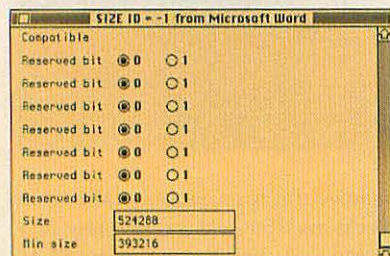 SIZE ID = -1 from Microsoft Word
Compatible
Reserved bit 0 1
Reserved bit 0 1
Reserved bit 0 1
Reserved bit 0 1
Reserved bit 0 1
Reserved bit 0 1
Reserved bit 0 1
Size 524288
Min size 393216